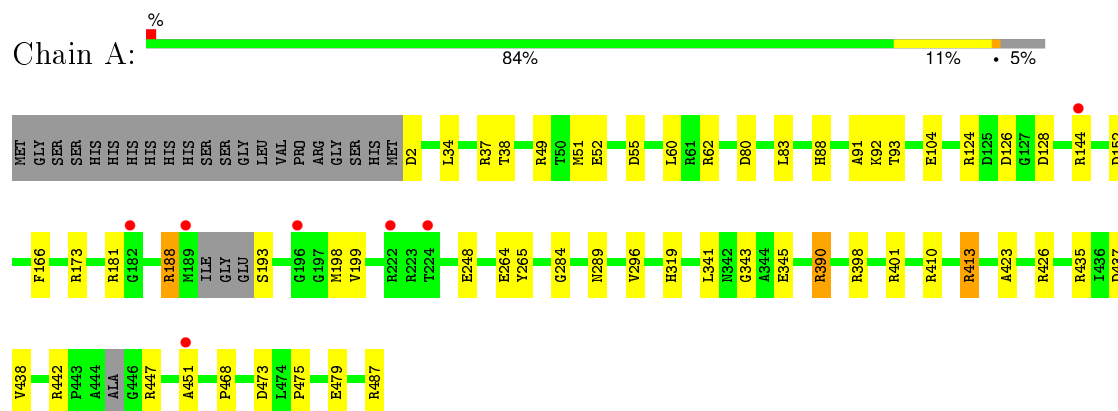 %
Chain A:
84% 11% • 5%
MET GLY SER SER HIS HIS HIS HIS HIS HIS SER SER GLY LEU VAL PRO ARG GLY SER HIS MET D2 L34 R37 T38 R49 T50 M51 E52 D55 L60 R61 R62 D80 L83 H88 A91 K92 T93 E104 R124 D125 D126 G127 D128 R144 D152
F166 R173 R181 G182 R188 M189 ILE GLY GLU S193 G196 G197 M198 V199 R222 R223 T224 E248 E264 Y265 G284 N289 V296 H319 L341 N342 G343 A344 E345 R390 R398 R401 R410 R413 A423 R426 R435 I436 D437
V438 R442 P443 A444 ALA G446 R447 A451 P468 D473 L474 P475 E479 R487